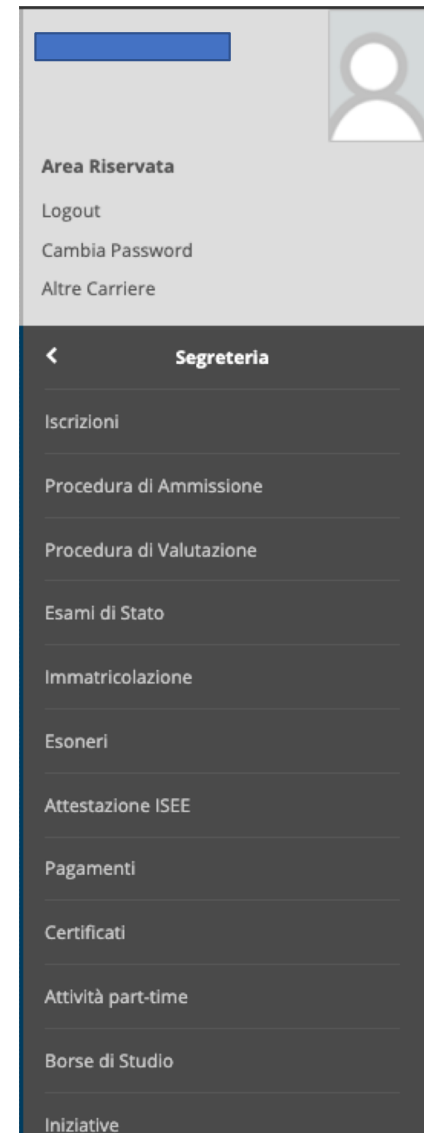 Area Riservata
Logout
Cambia Password
Altre Carriere
Segreteria
Iscrizioni
Procedura di Ammissione
Procedura di Valutazione
Esami di Stato
Immatricolazione
Esoneri
Attestazione ISEE
Pagamenti
Certificati
Attività part-time
Borse di Studio
Iniziative